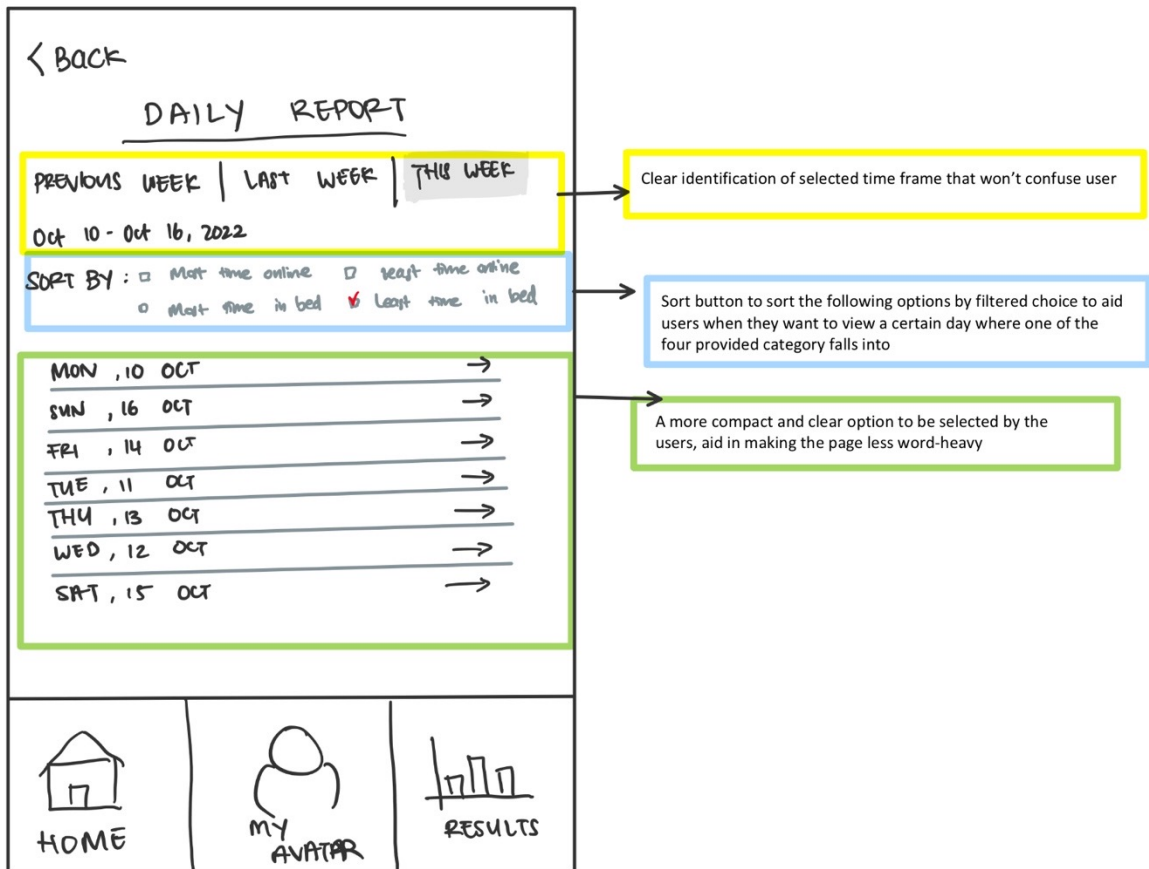 < BACK
DAILY REPORT
PREVIOUS WEEK | LAST WEEK | THIS WEEK
Oct 10 - Oct 16, 2022
SORT BY : Most time online least time online
Most time in bed Least time in bed
MON , 10 OCT →
SUN , 16 OCT →
FRI , 14 OCT →
TUE , 11 OCT →
THU , 13 OCT →
WED , 12 OCT →
SAT , 15 OCT →
HOME
MY
AVATAR
RESULTS
Clear identification of selected time frame that won’t confuse user
Sort button to sort the following options by filtered choice to aid
users when they want to view a certain day where one of the
four provided category falls into
A more compact and clear option to be selected by the
users, aid in making the page less word-heavy